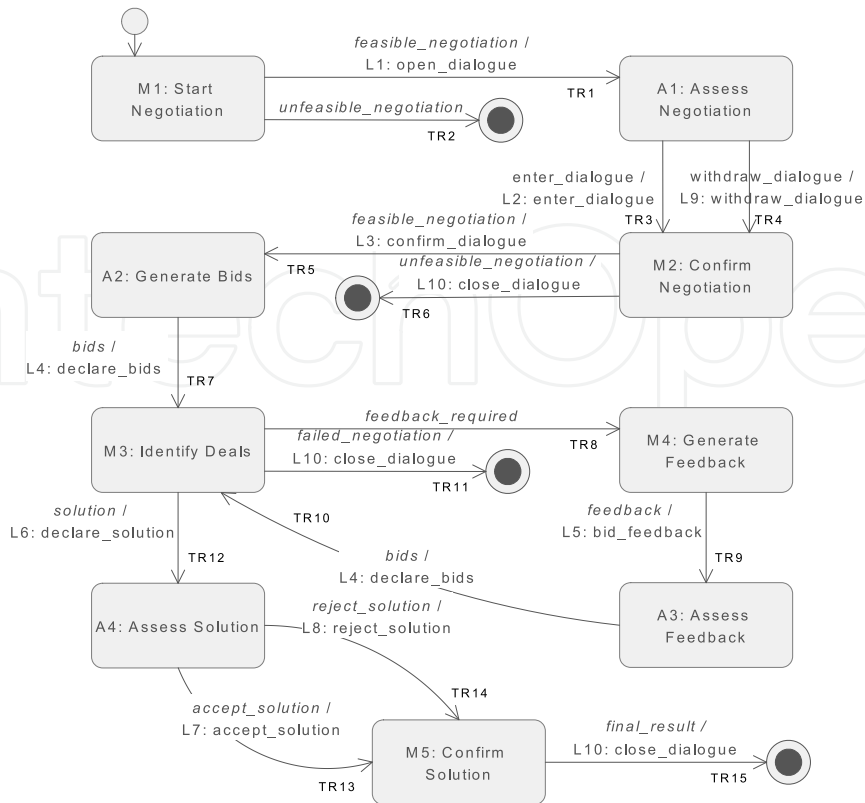 feasible_negotiation /
L1: open_dialogue
M1: Start
Negotiation
TR1
A1: Assess
Negotiation
unfeasible_negotiation
TR2
enter_dialogue /
L2: enter_dialogue
TR3
withdraw_dialogue /
L9: withdraw_dialogue
TR4
feasible_negotiation /
L3: confirm_dialogue
TR5
A2: Generate Bids
unfeasible_negotiation /
L10: close_dialogue
TR6
M2: Confirm
Negotiation
bids /
L4: declare_bids
TR7
M3: Identify Deals
feedback_required
TR8
failed_negotiation /
L10: close_dialogue
TR11
M4: Generate
Feedback
solution /
L6: declare_solution
TR12
TR10
feedback /
L5: bid_feedback
TR9
bids /
L4: declare_bids
A4: Assess Solution
reject_solution /
L8: reject_solution
A3: Assess
Feedback
TR14
accept_solution /
L7: accept_solution
TR13
M5: Confirm
Solution
final_result /
L10: close_dialogue
TR15
ntechOpe